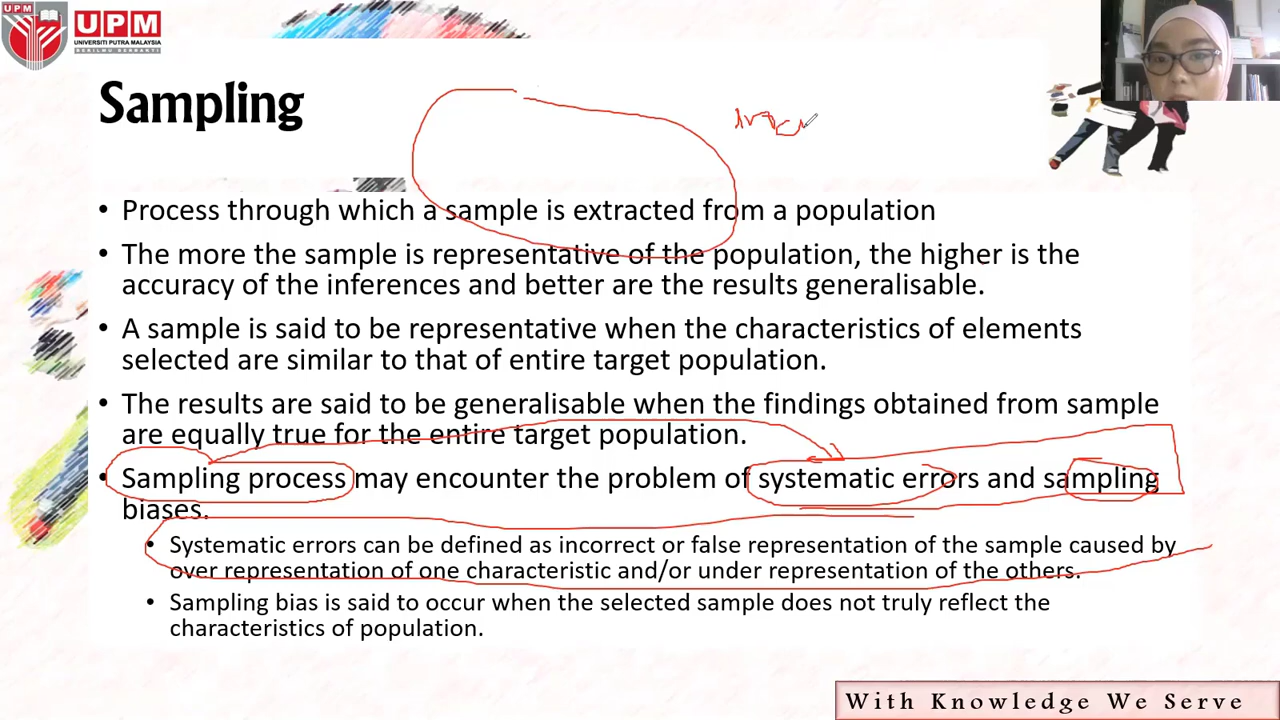 UPM
UPM
UNIVERSITI PUTRA MALAYSIA
BERILMU BERBAKTI
Sampling
• Process through which a sample is extracted from a population
• The more the sample is representative of the population, the higher is the
accuracy of the inferences and better are the results generalisable.
• A sample is said to be representative when the characteristics of elements
selected are similar to that of entire target population.
• The results are said to be generalisable when the findings obtained from sample
are equally true for the entire target population.
• Sampling process may encounter the problem of systematic errors and sampling
biases.
• Systematic errors can be defined as incorrect or false representation of the sample caused by
over representation of one characteristic and/or under representation of the others.
• Sampling bias is said to occur when the selected sample does not truly reflect the
characteristics of population.
With Knowledge We Serve